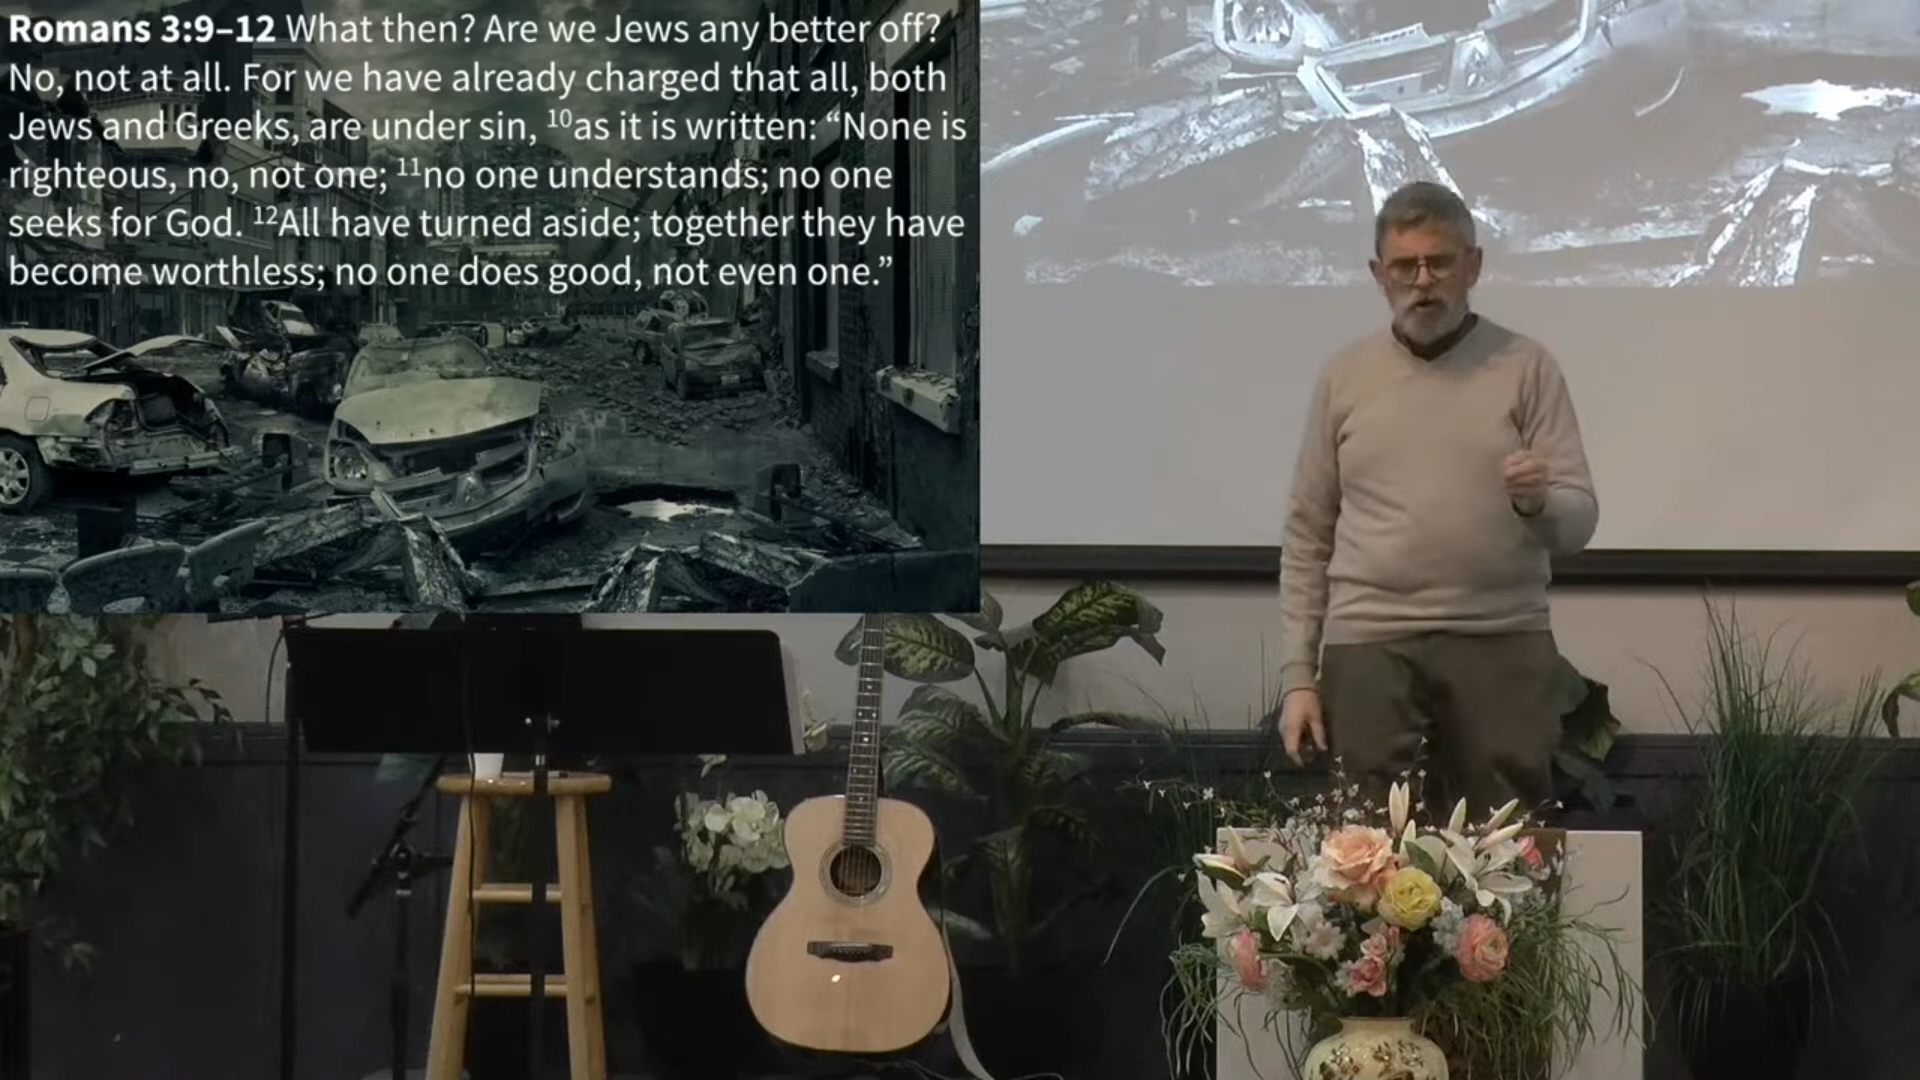 Romans 3:9–12 What then? Are we Jews any better off?
No, not at all. For we have already charged that all, both
Jews and Greeks, are under sin, ¹⁰as it is written: “None is
righteous, no, not one; ¹¹no one understands; no one
seeks for God. ¹²All have turned aside; together they have
become worthless; no one does good, not even one.”